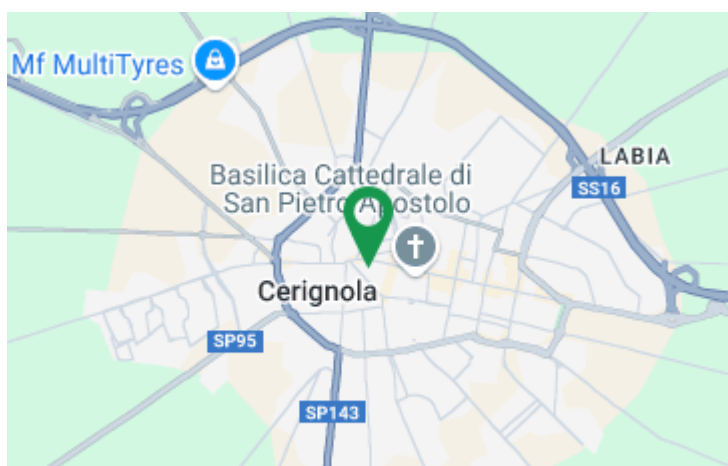 Mf MultiTyres
LABIA
Basilica Cattedrale di
San Pietro Apostolo
SS16
Cerignola
SP95
SP143